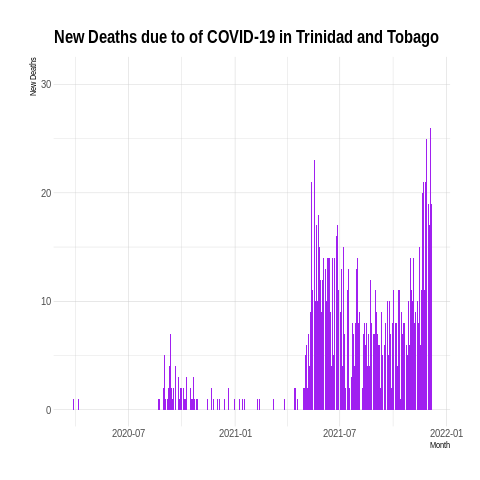 New Deaths due to of COVID-19 in Trinidad and Tobago
New Deaths
30
20
10
0
2020-07 2021-01 2021-07 2022-01
Month